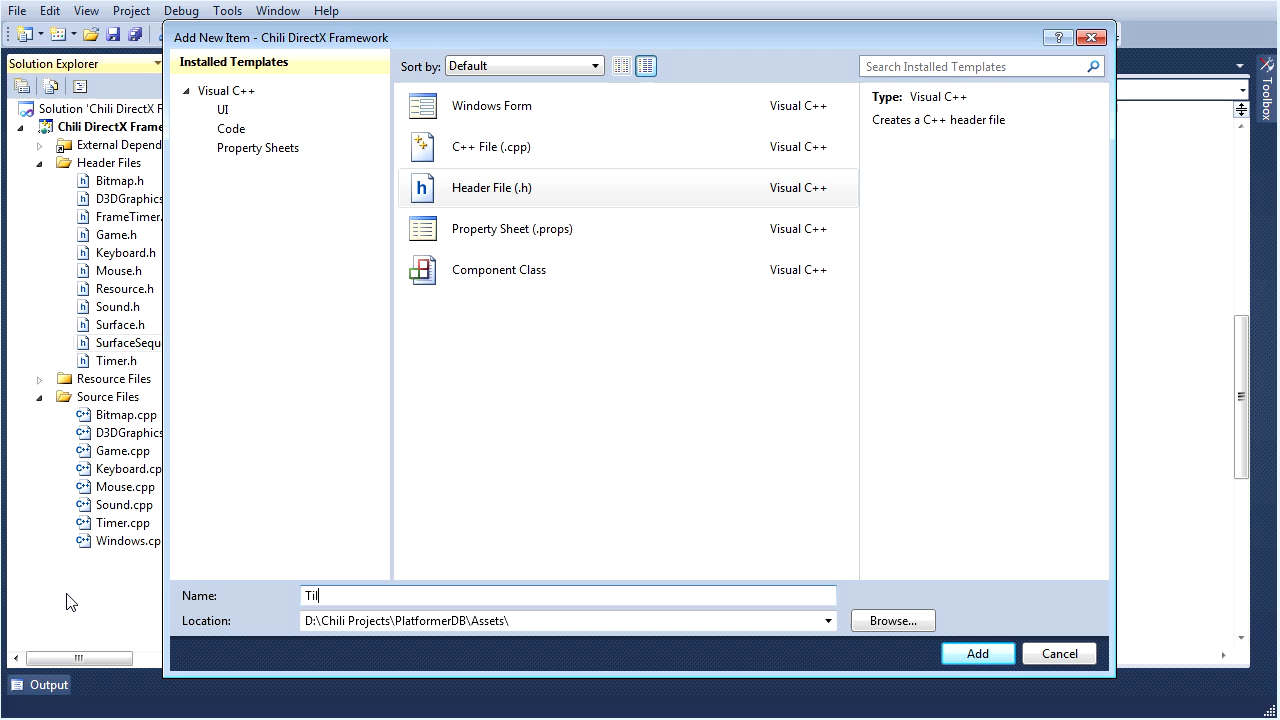 File Edit View Project Debug Tools Window Help
Add New Item - Chili DirectX Framework
Solution Explorer
Solution 'Chili DirectX F
Chili DirectX Frame
External Depend
Header Files
Bitmap.h
D3DGraphics
FrameTimer.
Game.h
Keyboard.h
Mouse.h
Resource.h
Sound.h
Surface.h
SurfaceSequ
Timer.h
Resource Files
Source Files
Bitmap.cpp
D3DGraphics
Game.cpp
Keyboard.cp
Mouse.cpp
Sound.cpp
Timer.cpp
Windows.cp
Output
Installed Templates
Visual C++
UI
Code
Property Sheets
Sort by: Default
Search Installed Templates
Windows Form Visual C++
C++ File (.cpp) Visual C++
Header File (.h) Visual C++
Property Sheet (.props) Visual C++
Component Class Visual C++
Type: Visual C++
Creates a C++ header file
Name: Til
Location: D:\Chili Projects\PlatformerDB\Assets\
Browse...
Add Cancel
Toolbox